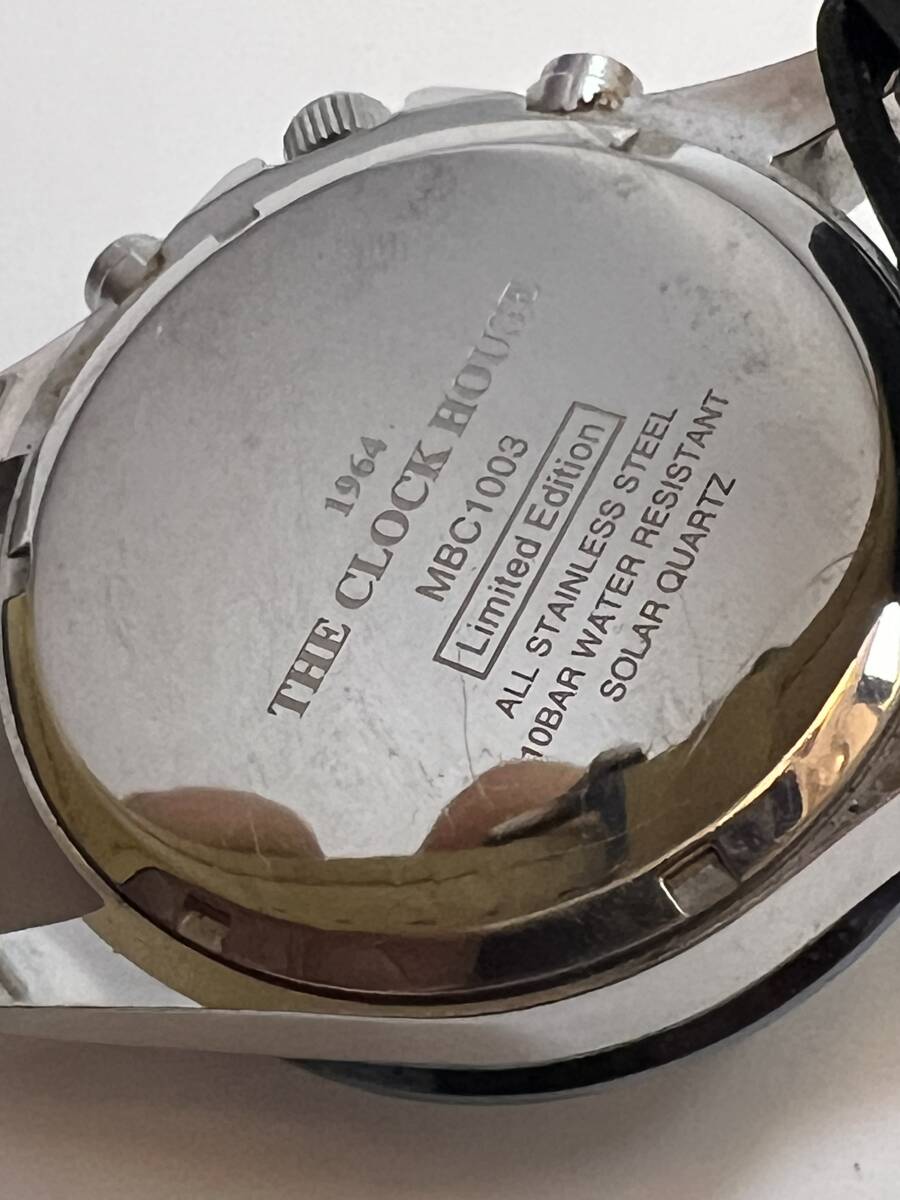 1964
THE CLOCK HOUSE
MBC1003
Limited Edition
ALL STAINLESS STEEL
10BAR WATER RESISTANT
SOLAR QUARTZ